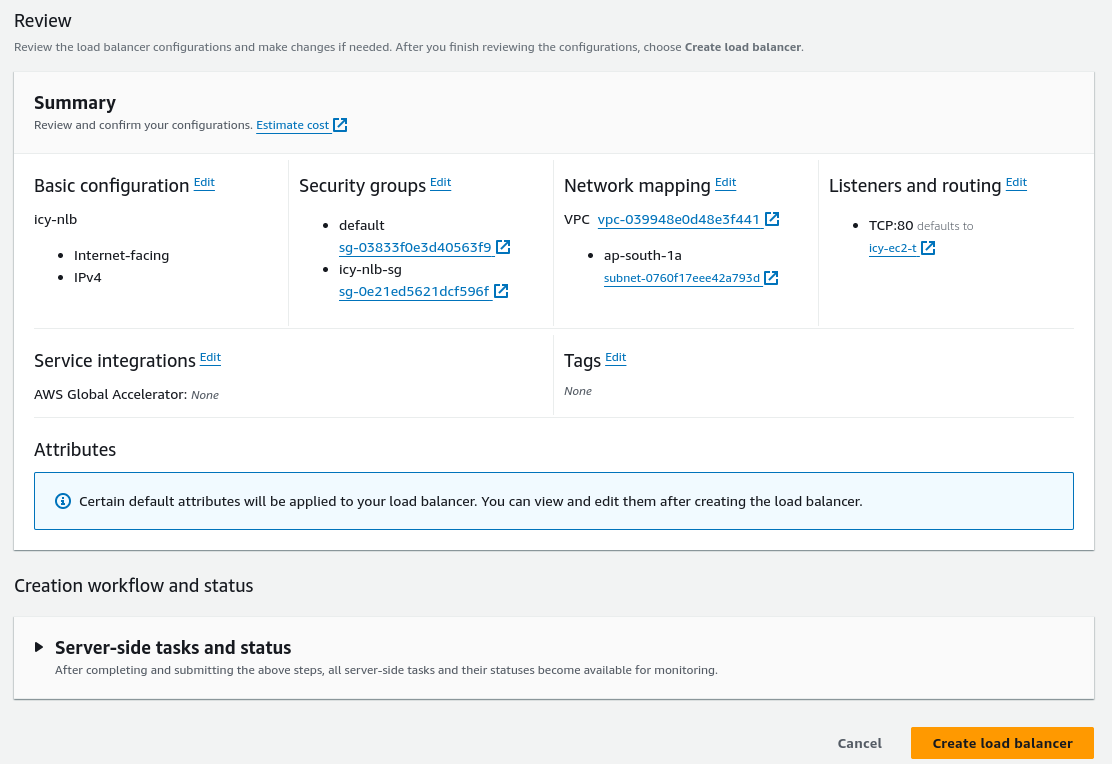 Review
Review the load balancer configurations and make changes if needed. After you finish reviewing the configurations, choose Create load balancer.
Summary
Review and confirm your configurations. Estimate cost
Basic configuration Edit
icy-nlb
Internet-facing
IPv4
Security groups Edit
default
sg-03833f0e3d40563f9
icy-nlb-sg
sg-0e21ed5621dcf596f
Network mapping Edit
VPC vpc-039948e0d48e3f441
ap-south-1a
subnet-0760f17eee42a793d
Listeners and routing Edit
TCP:80 defaults to
icy-ec2-t
Service integrations Edit
AWS Global Accelerator: None
Tags Edit
None
Attributes
Certain default attributes will be applied to your load balancer. You can view and edit them after creating the load balancer.
Creation workflow and status
Server-side tasks and status
After completing and submitting the above steps, all server-side tasks and their statuses become available for monitoring.
Cancel
Create load balancer